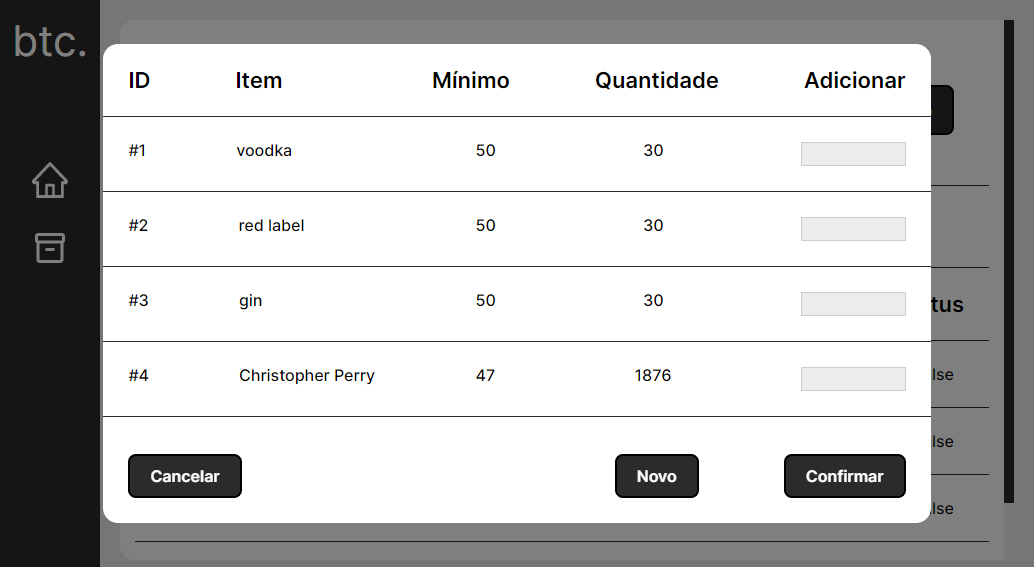 btc.
ID Item Mínimo Quantidade Adicionar
#1 voodka 50 30
#2 red label 50 30
tus
#3 gin 50 30
lse
#4 Christopher Perry 47 1876
lse
Cancelar Novo Confirmar
lse